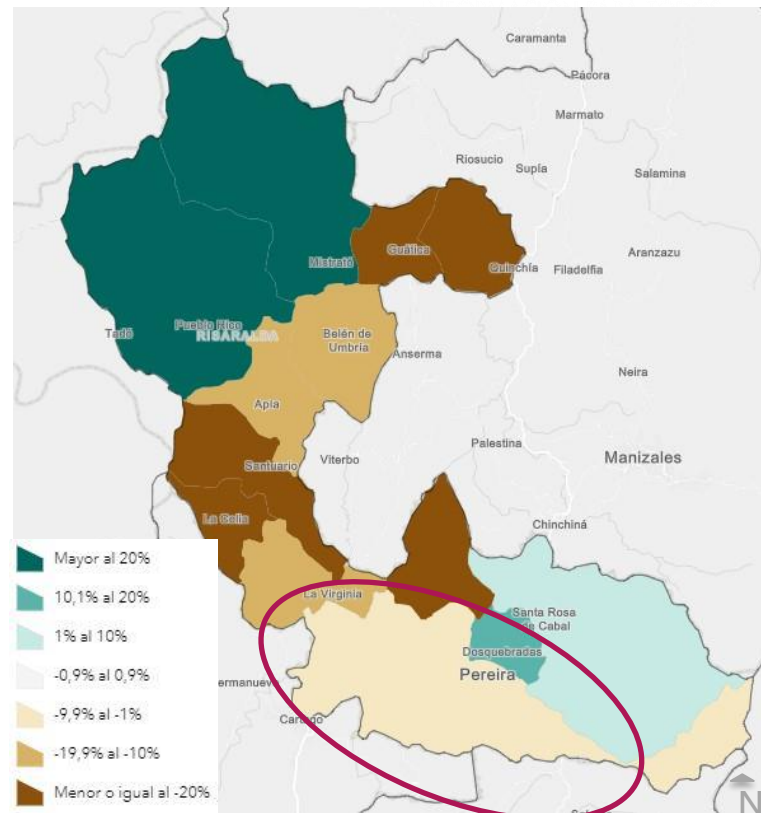 Caramanta
Pácora
Marmato
Riosucio
Supía
Salamina
Guática
Aranzazu
Mistrató
Quinchía
Filadelfia
Tadó
Pueblo Rico
RISARALDA
Belén de
Umbría
Anserma
Neira
Apía
Palestina
Santuario
Viterbo
Manizales
La Celia
Chinchiná
Mayor al 20%
10,1% al 20%
La Virginia
Santa Rosa
de Cabal
1% al 10%
Dosquebradas
-0,9% al 0,9%
Pereira
-9,9% al -1%
Cartago
-19,9% al -10%
Menor o igual al -20%
N